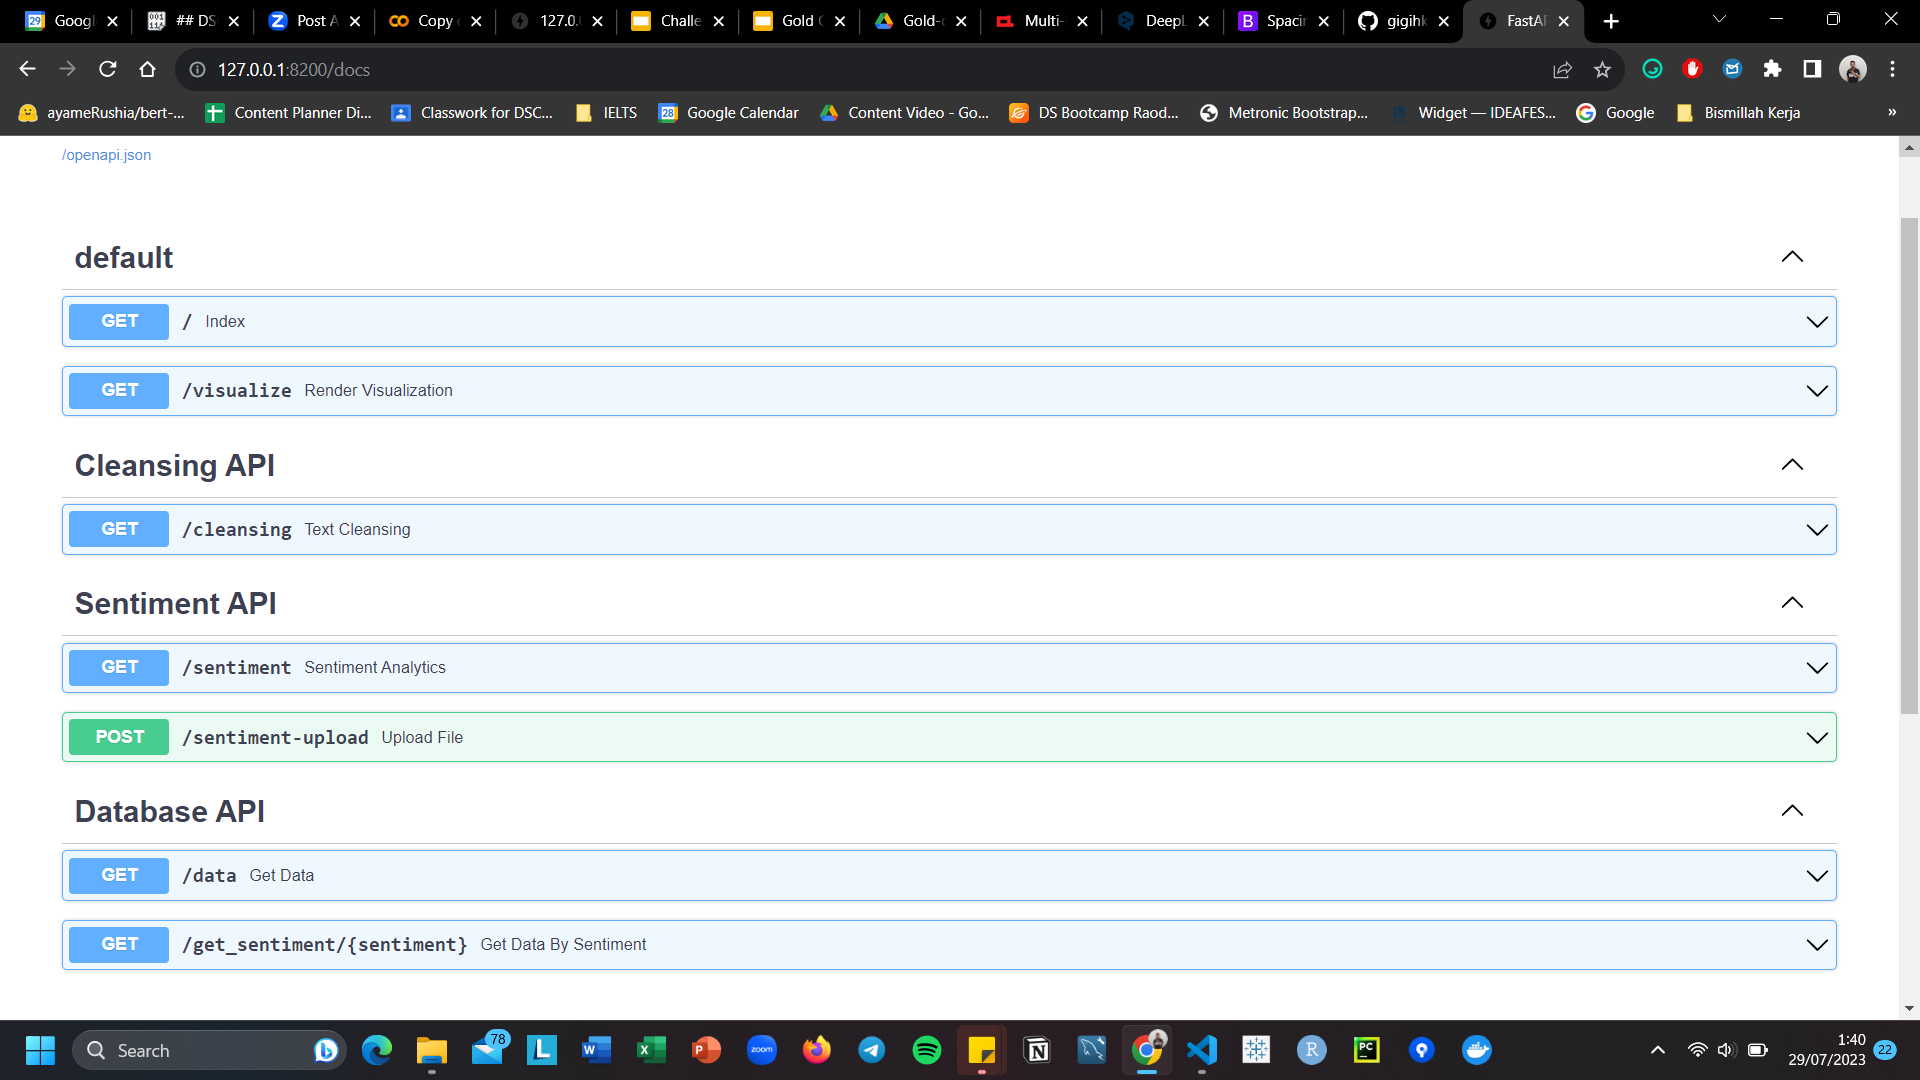 Googl
## DS
Post A
Copy
127.0.
Challe
Gold C
Gold-c
Multi-
DeepL
Spacin
gigihk
FastAP
127.0.0.1:8200/docs
ayameRushia/bert-...
Content Planner Di...
Classwork for DSC...
IELTS
Google Calendar
Content Video - Go...
DS Bootcamp Raod...
Metronic Bootstrap...
Widget — IDEAFES...
Google
Bismillah Kerja
»
/openapi.json
default
GET / Index
GET /visualize Render Visualization
Cleansing API
GET /cleansing Text Cleansing
Sentiment API
GET /sentiment Sentiment Analytics
POST /sentiment-upload Upload File
Database API
GET /data Get Data
GET /get_sentiment/{sentiment} Get Data By Sentiment
Search
78
zoom
1:40
29/07/2023
22